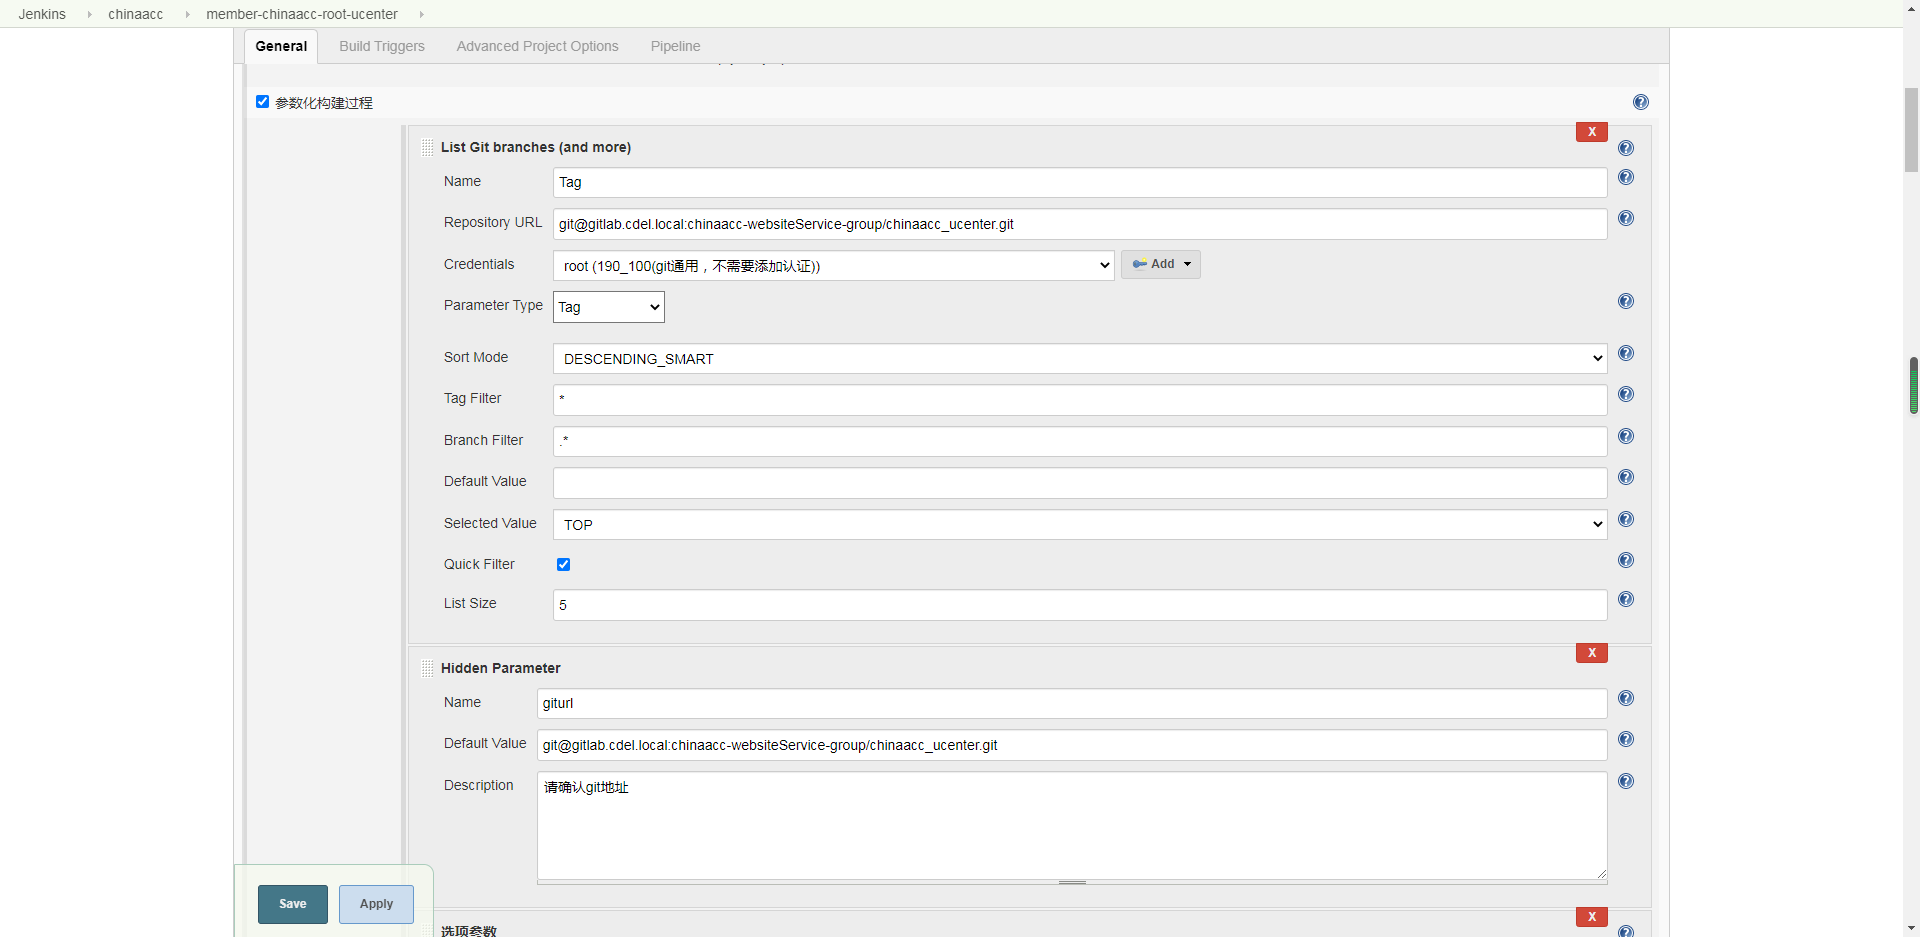 Jenkins chinaacc member-chinaacc-root-ucenter
General Build Triggers Advanced Project Options Pipeline
参数化构建过程
X
List Git branches (and more)
Name Tag
Repository URL git@gitlab.cdel.local:chinaacc-websiteService-group/chinaacc_ucenter.git
Credentials root (190_100(git通用，不需要添加认证)) Add
Parameter Type Tag
Sort Mode DESCENDING_SMART
Tag Filter *
Branch Filter .*
Default Value
Selected Value TOP
Quick Filter
List Size 5
X
Hidden Parameter
Name giturl
Default Value git@gitlab.cdel.local:chinaacc-websiteService-group/chinaacc_ucenter.git
Description 请确认git地址
Save Apply
X
选项参数